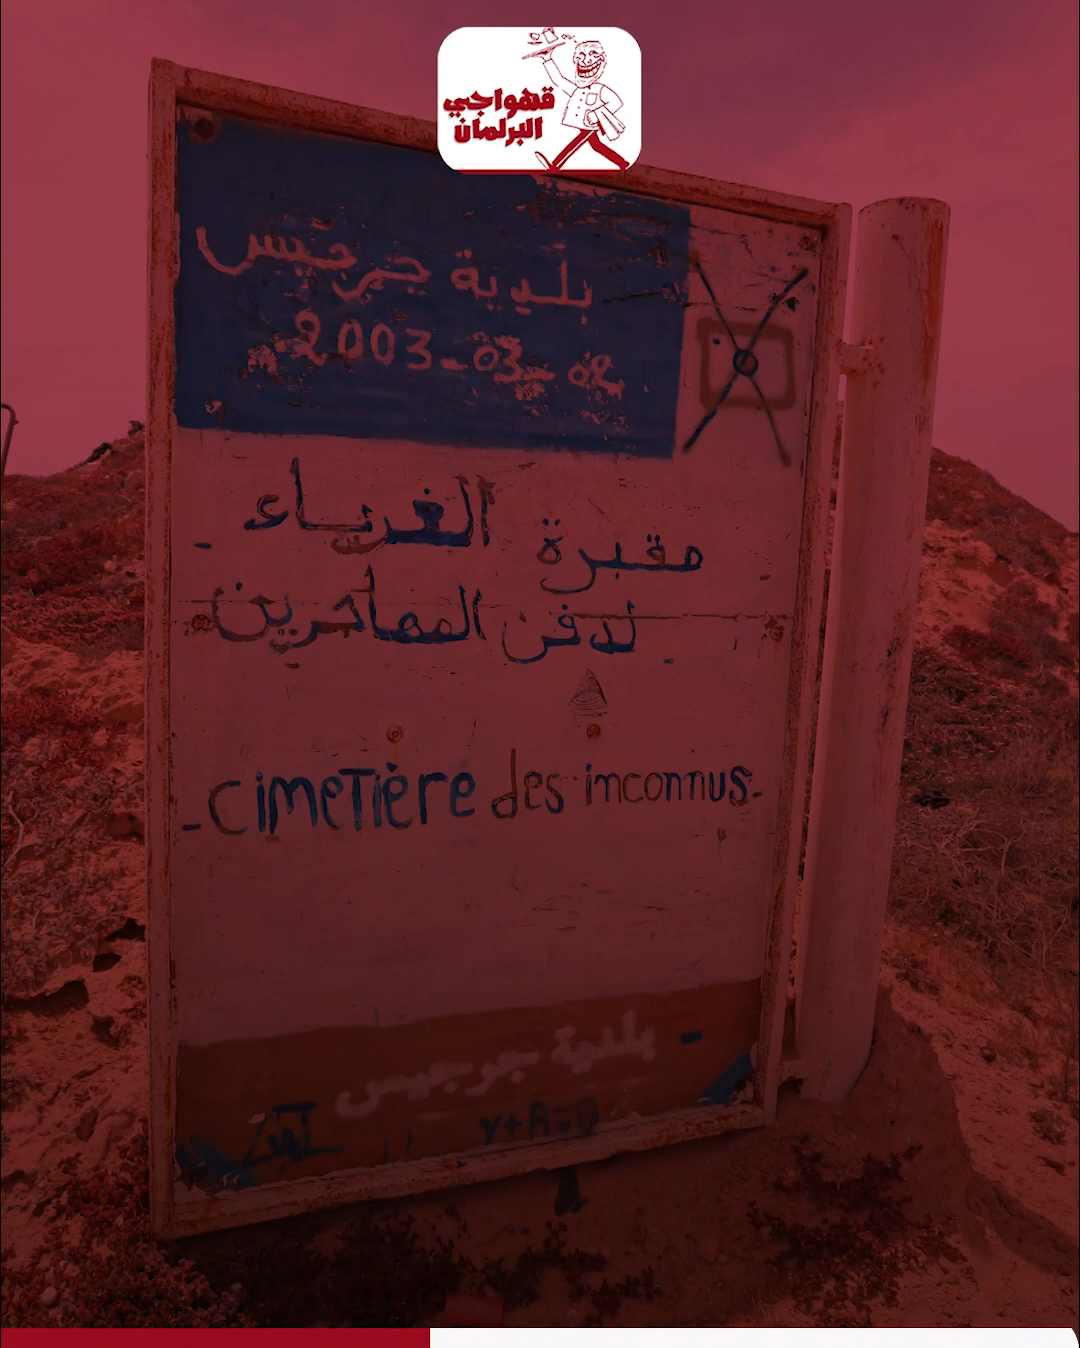 قهواجي
البرلمان
بلدية جرجيس
2003-03-02
مقبرة الغرباء -
- لدفن المهاجرين
- cimeTière des inconnus -
بلدية جرجيس -
Y+A=